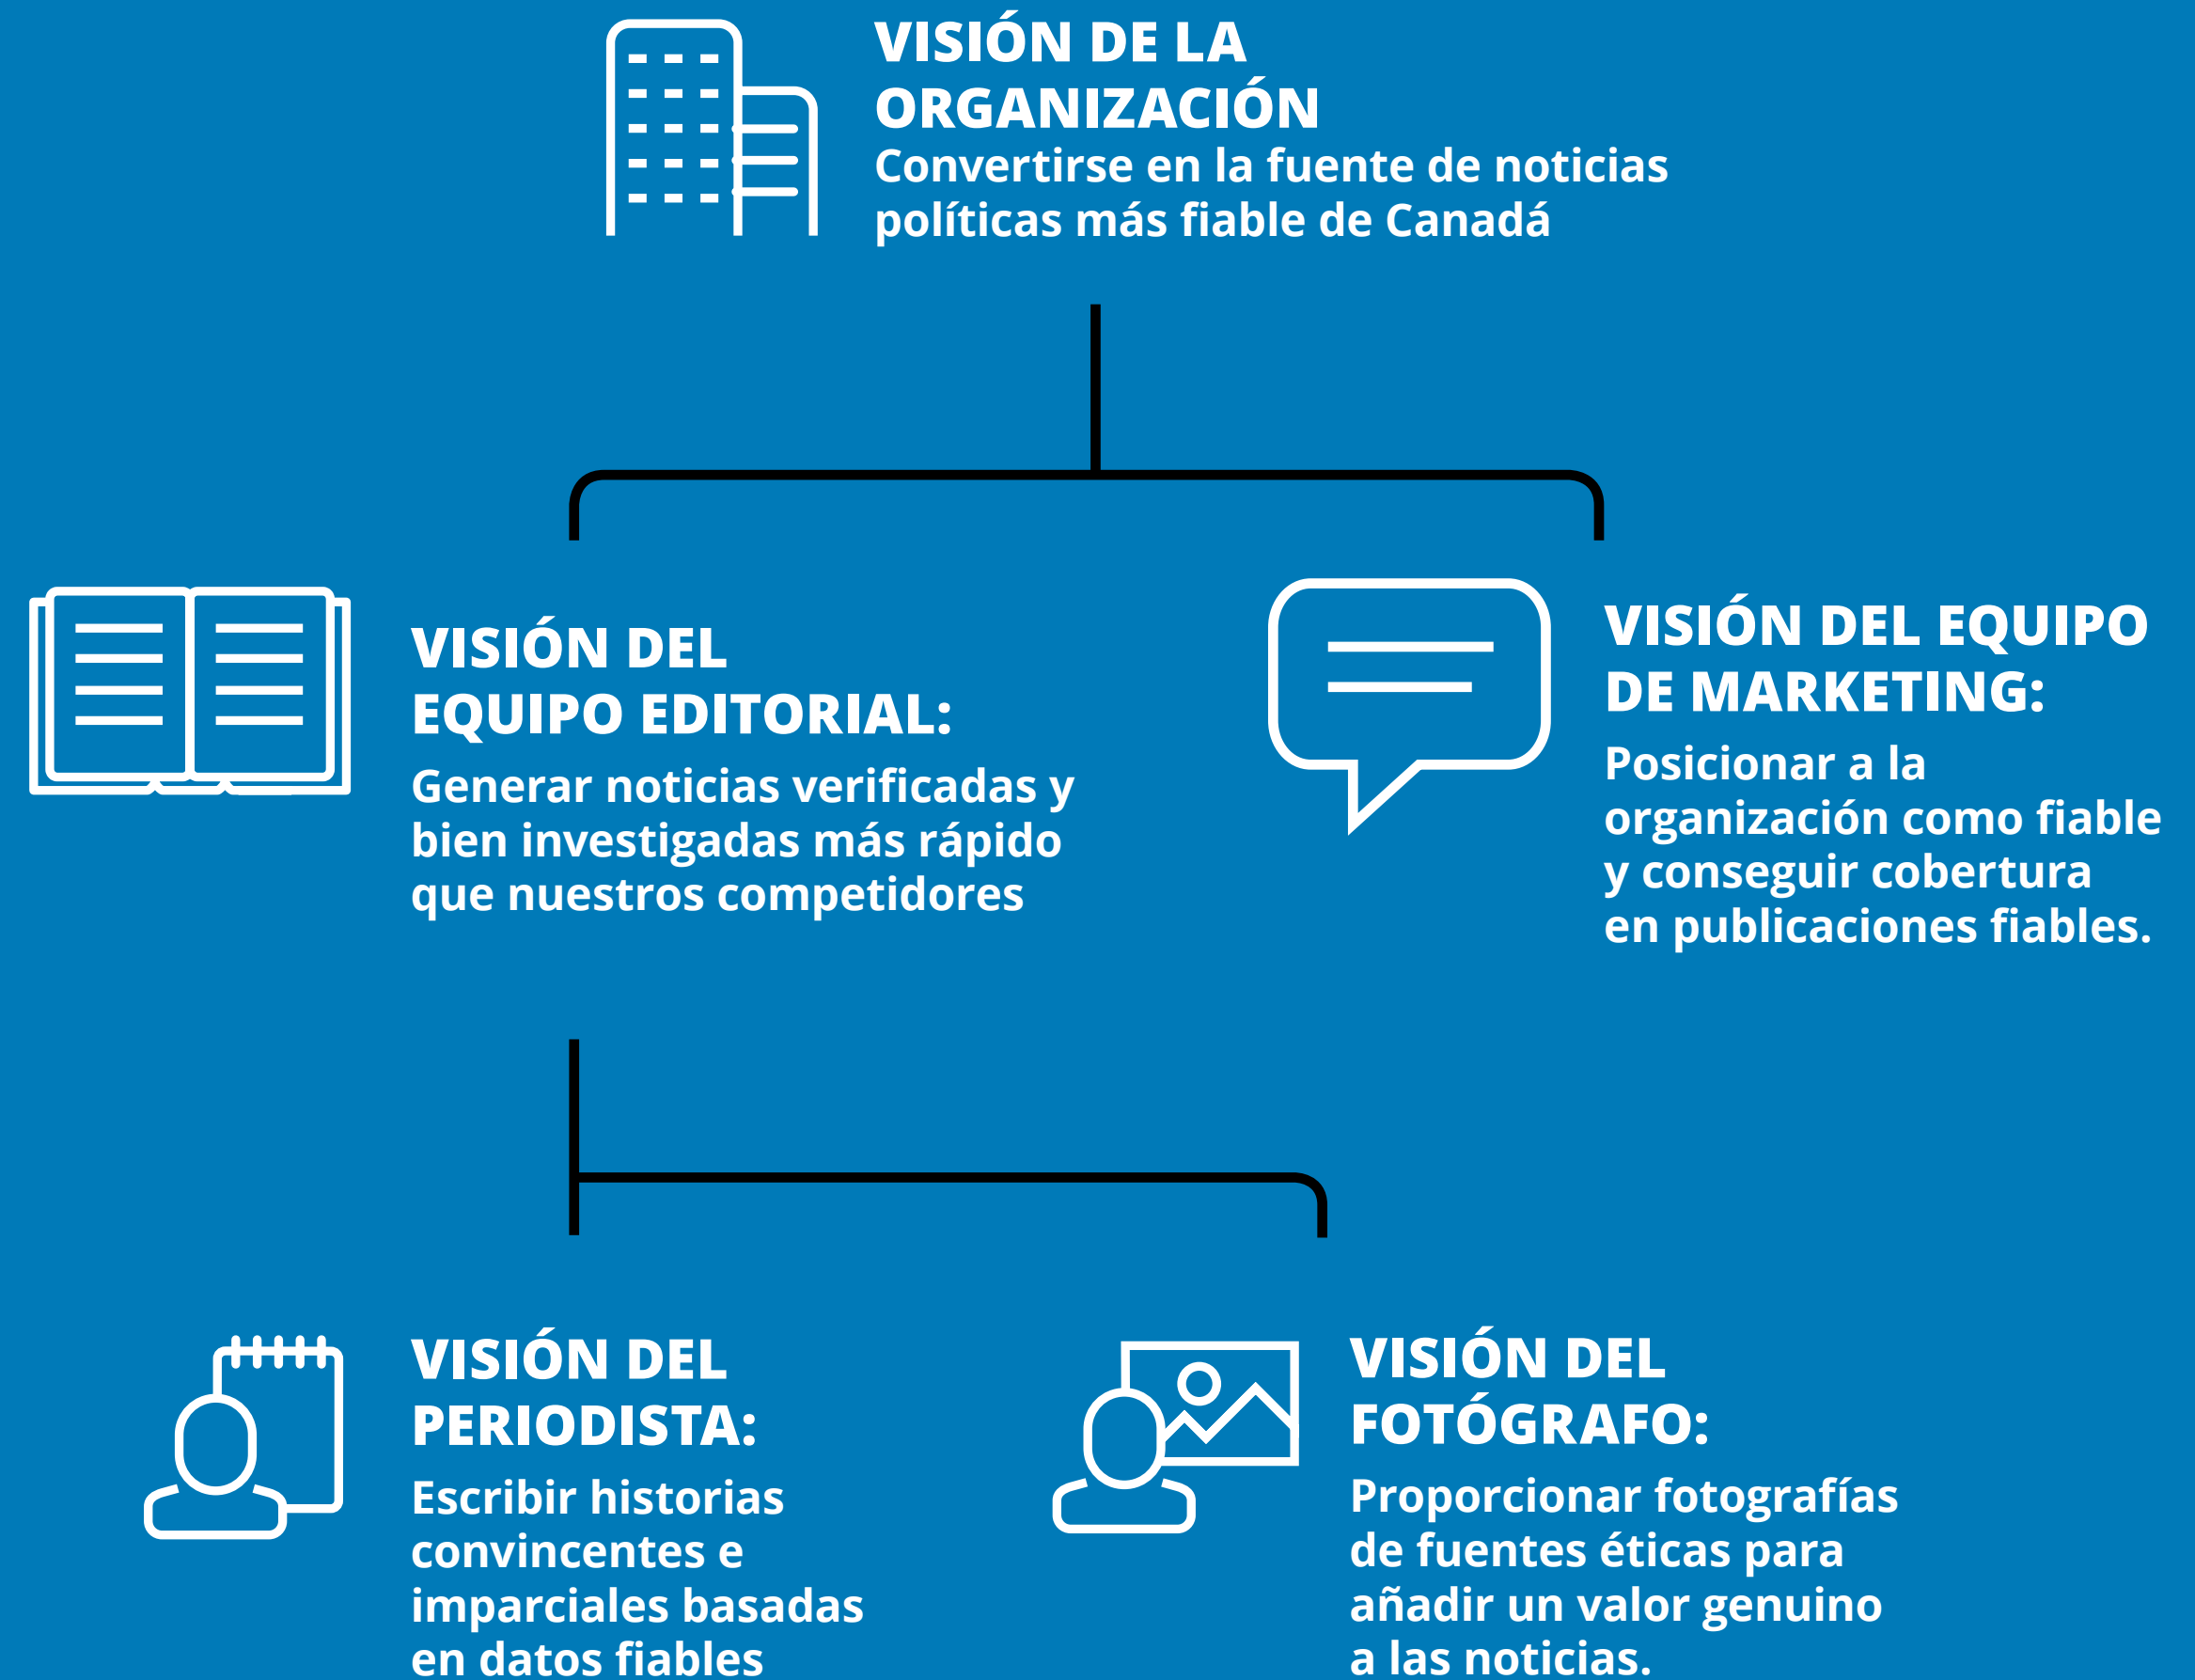 VISIÓN DE LA
ORGANIZACIÓN
Convertirse en la fuente de noticias
políticas más fiable de Canadá
VISIÓN DEL
EQUIPO EDITORIAL:
Generar noticias verificadas y
bien investigadas más rápido
que nuestros competidores
VISIÓN DEL EQUIPO
DE MARKETING:
Posicionar a la
organización como fiable
y conseguir cobertura
en publicaciones fiables.
VISIÓN DEL
PERIODISTA:
Escribir historias
convincentes e
imparciales basadas
en datos fiables
VISIÓN DEL
FOTÓGRAFO:
Proporcionar fotografías
de fuentes éticas para
añadir un valor genuino
a las noticias.